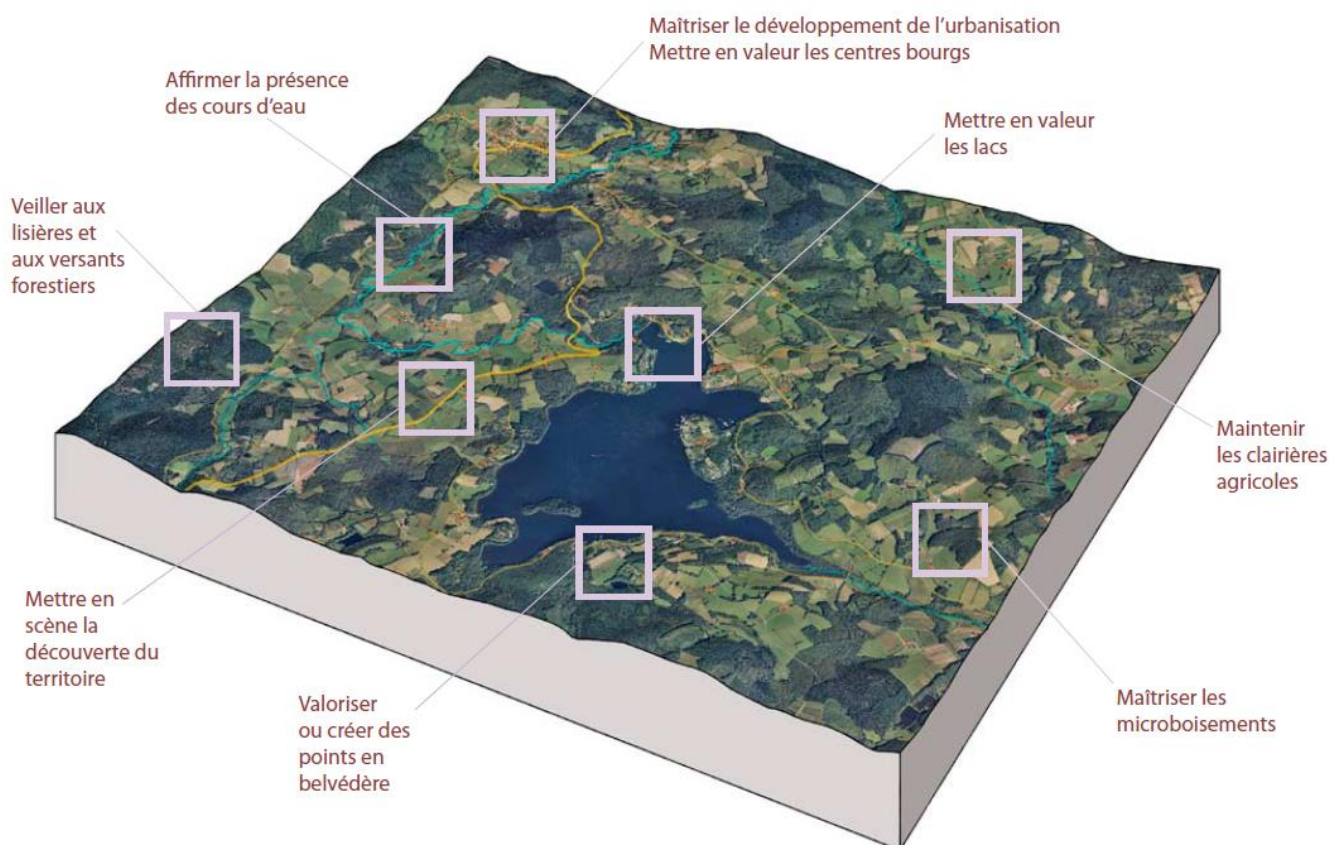 Maîtriser le développement de l'urbanisation
Mettre en valeur les centres bourgs
Affirmer la présence
des cours d'eau
Mettre en valeur
les lacs
Veiller aux
lisières et
aux versants
forestiers
Maintenir
les clairières
agricoles
Mettre en
scène la
découverte du
territoire
Valoriser
ou créer des
points en
belvédère
Maîtriser les
microboisements